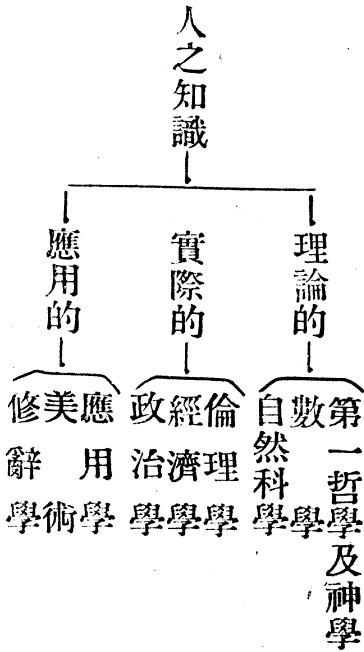 人之知識
理論的
第一哲學及神學
數學
自然科學
實際的
倫理學
經濟學
政治學
應用的
應用學
美術
修辭學